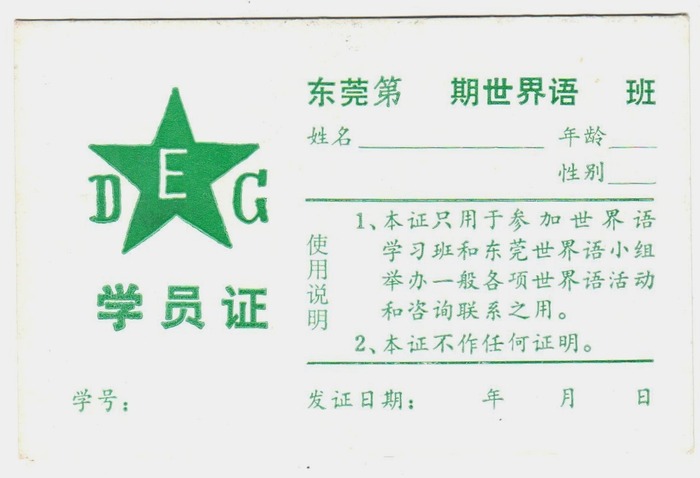 D E G
学员证
学号：
东莞第 期世界语 班
姓名 年龄
性别
使用说明
1、本证只用于参加世界语
学习班和东莞世界语小组
举办一般各项世界语活动
和咨询联系之用。
2、本证不作任何证明。
发证日期： 年 月 日